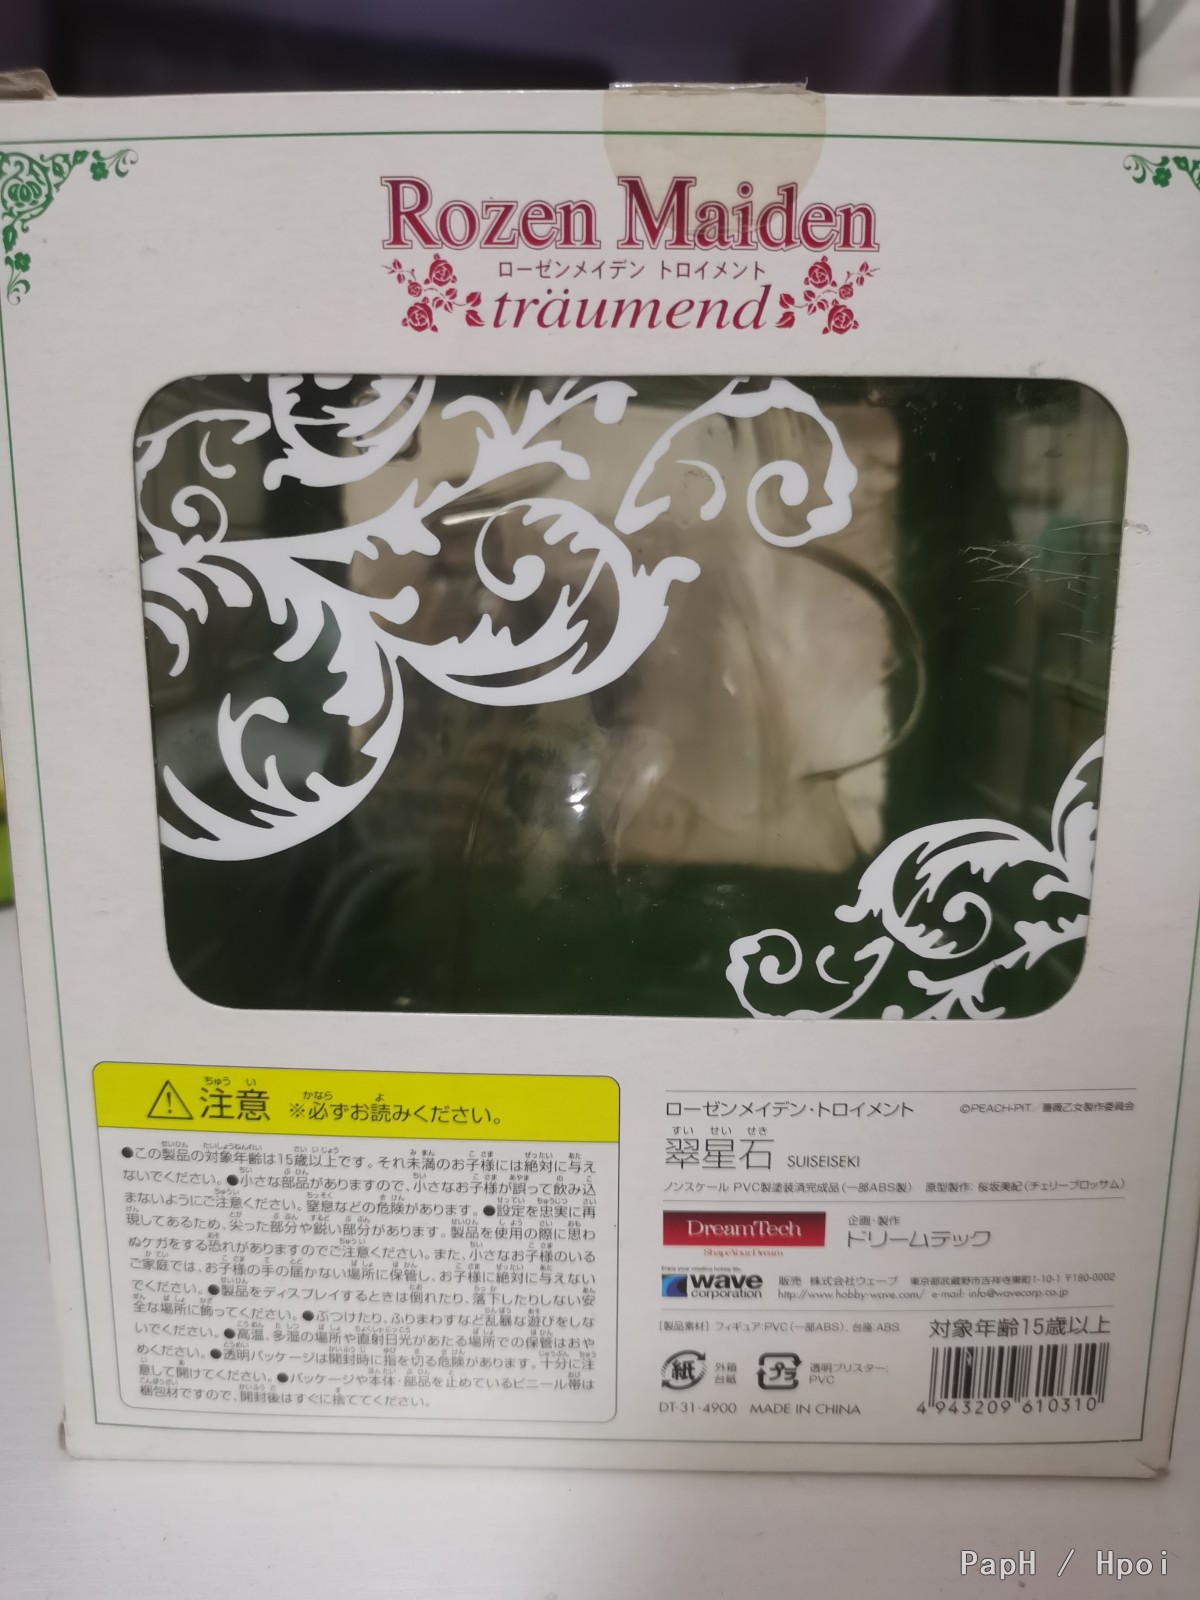 Rozen Maiden
ローゼンメイデン トロイメント
träumend
ちゅう い かなら よ
注意 ※必ずお読みください。
●この製品の対象年齢は15歳以上です。それ未満のお子様には絶対に与え
ないでください。●小さな部品がありますので、小さなお子様が誤って飲み込
まないようにご注意ください。窒息などの危険があります。●設定を忠実に再
現してあるため、尖った部分や鋭い部分があります。製品を使用の際に思わ
ぬケガをする恐れがありますのでご注意ください。また、小さなお子様のいる
ご家庭では、お子様の手の届かない場所に保管し、お子様に絶対に与えない
でください。●製品をディスプレイするときは倒れたり、落下したりしない安
全な場所に飾ってください。●ぶつけたり、ふりまわすなど乱暴な遊びをしな
いでください。●高温、多湿の場所や直射日光があたる場所での保管はおや
めください。●透明パッケージは開封時に指を切る危険があります。十分に注
意して開けてください。●パッケージや本体・部品を止めているビニール帯は
梱包材ですので、開封後はすぐに捨ててください。
ローゼンメイデン・トロイメント ©PEACH-PIT／薔薇乙女製作委員会
すい せい せき
翠星石 SUISEISEKI
ノンスケール PVC製塗装済完成品(一部ABS製) 原型製作：桜坂美紀(チェリーブロッサム)
DreamTech 企画・製作
ShapeYourDream ドリームテック
Enjoy your creative hobby life.
wave corporation 販売 株式会社ウェーブ 東京都武蔵野市吉祥寺東町1-10-1 〒180-0002
http://www.hobby-wave.com/ e-mail: info@wavecorp.co.jp
【製品素材】フィギュア：PVC(一部ABS)、台座：ABS 対象年齢15歳以上
紙 外箱 台紙 プラ 透明ブリスター： PVC
DT-31-4900 MADE IN CHINA 4 943209 610310
PapH / Hpoi